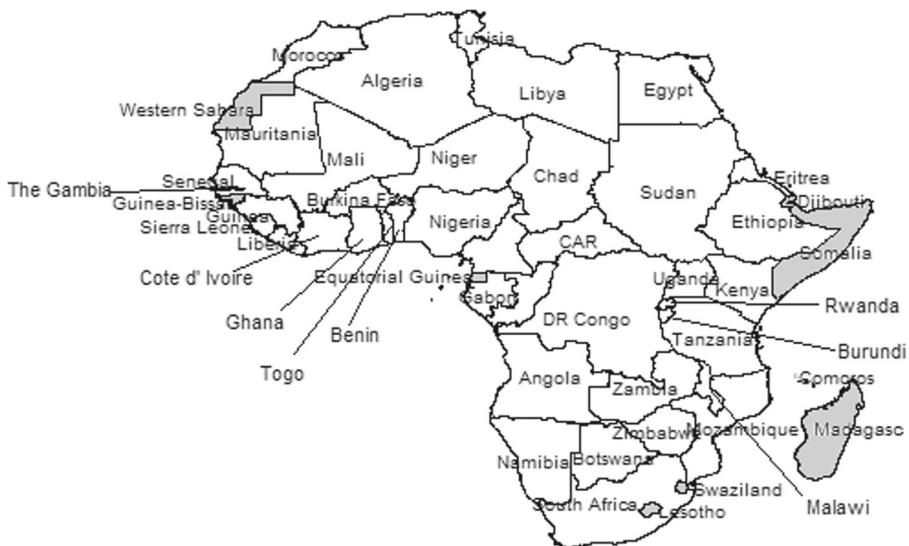 Tunisia
Morocco
Algeria
Libya
Egypt
Western Sahara
Mauritania
Mali
Niger
Chad
Sudan
Eritrea
Senegal
The Gambia
Burkina Faso
Djibouti
Guinea-Bissau
Guinea
Nigeria
Ethiopia
Sierra Leone
Liberia
CAR
Somalia
Cote d' Ivoire
Equatorial Guinea
Uganda
Kenya
Gabon
Rwanda
Ghana
DR Congo
Benin
Tanzania
Burundi
Togo
Angola
Zambia
Comoros
Zimbabwe
Mozambique
Madagasc
Namibia
Botswana
Swaziland
South Africa
Lesotho
Malawi